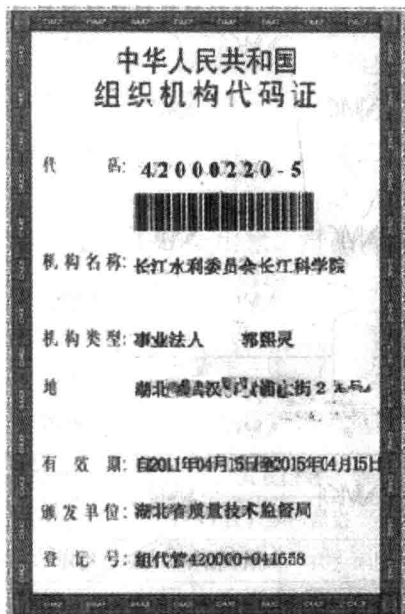 中华人民共和国
组织机构代码证
代 码: 42000220-5
机构名称: 长江水利委员会长江科学院
机构类型: 事业法人 郭熙灵
地 湖北 武汉 街2
有 效 期: 自2011年04月15日至2015年04月15日
颁发单位: 湖北省质量技术监督局
登 记 号: 组代管420000-041658